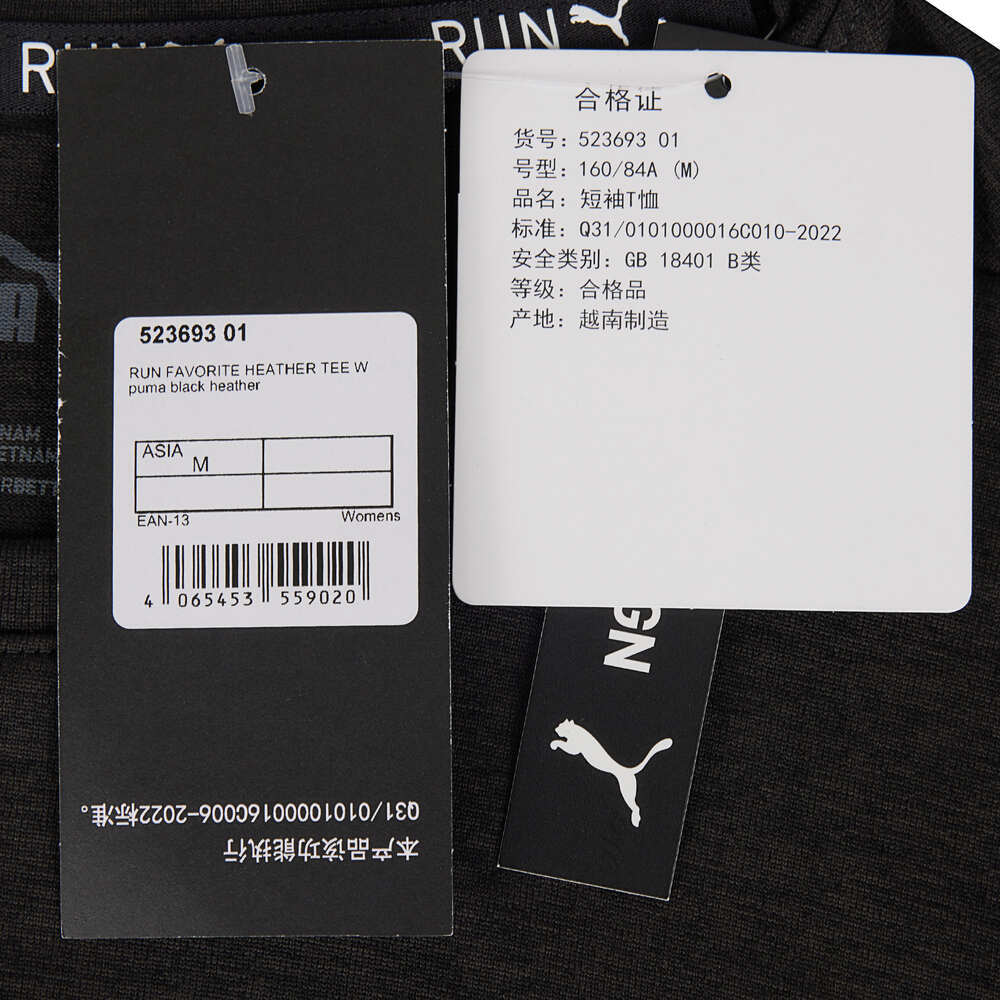 RUN
RUN
合格证
货号：523693 01
号型：160/84A (M)
品名：短袖T恤
标准：Q31/0101000016C010-2022
安全类别：GB 18401 B类
等级：合格品
产地：越南制造
523693 01
RUN FAVORITE HEATHER TEE W
puma black heather
ASIA
M
EAN-13
Womens
4 065453 559020
GN
本产品该功能执行
Q31/0101000016C006-2022标准。